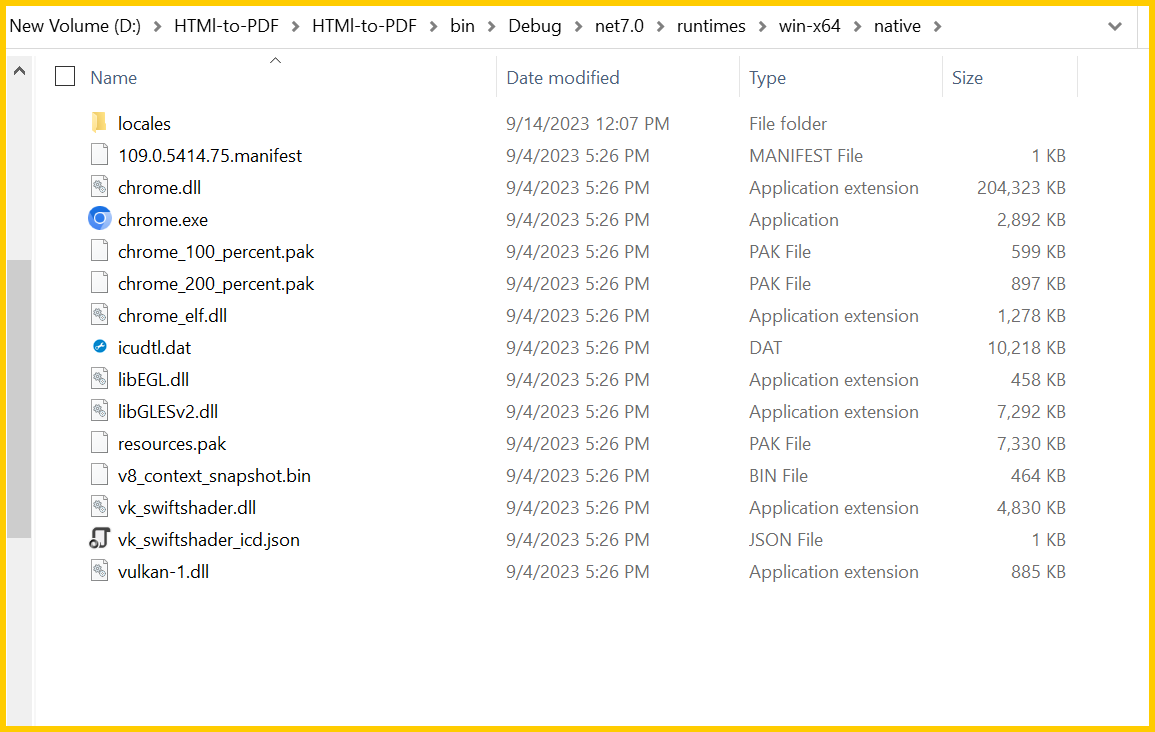 New Volume (D:) > HTMl-to-PDF > HTMl-to-PDF > bin > Debug > net7.0 > runtimes > win-x64 > native >
Name Date modified Type Size
locales 9/14/2023 12:07 PM File folder
109.0.5414.75.manifest 9/4/2023 5:26 PM MANIFEST File 1 KB
chrome.dll 9/4/2023 5:26 PM Application extension 204,323 KB
chrome.exe 9/4/2023 5:26 PM Application 2,892 KB
chrome_100_percent.pak 9/4/2023 5:26 PM PAK File 599 KB
chrome_200_percent.pak 9/4/2023 5:26 PM PAK File 897 KB
chrome_elf.dll 9/4/2023 5:26 PM Application extension 1,278 KB
icudtl.dat 9/4/2023 5:26 PM DAT 10,218 KB
libEGL.dll 9/4/2023 5:26 PM Application extension 458 KB
libGLESv2.dll 9/4/2023 5:26 PM Application extension 7,292 KB
resources.pak 9/4/2023 5:26 PM PAK File 7,330 KB
v8_context_snapshot.bin 9/4/2023 5:26 PM BIN File 464 KB
vk_swiftshader.dll 9/4/2023 5:26 PM Application extension 4,830 KB
vk_swiftshader_icd.json 9/4/2023 5:26 PM JSON File 1 KB
vulkan-1.dll 9/4/2023 5:26 PM Application extension 885 KB